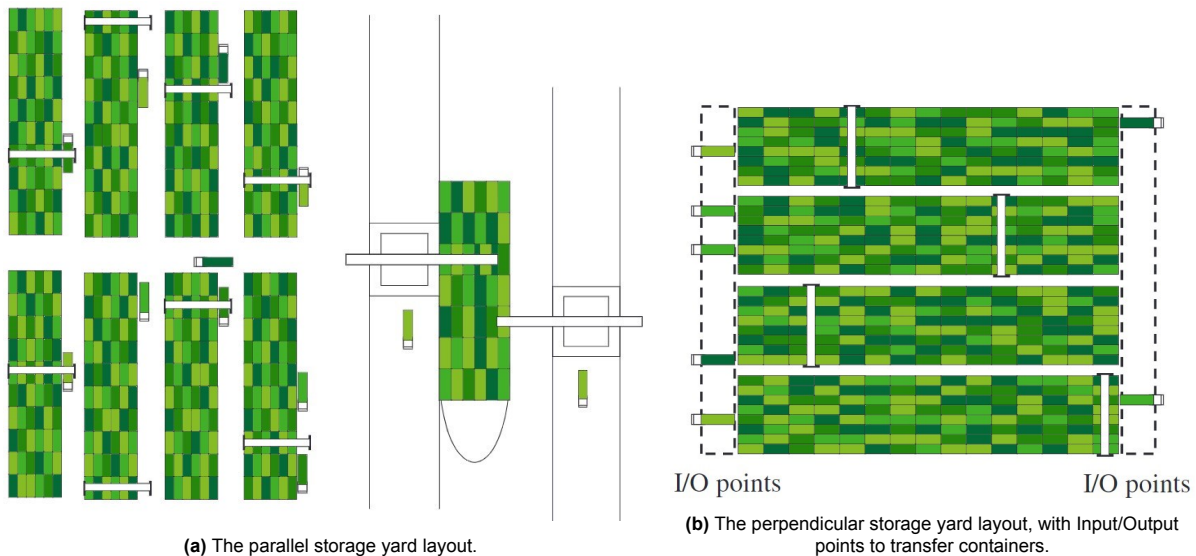 I/O points
I/O points
(a) The parallel storage yard layout.
(b) The perpendicular storage yard layout, with Input/Output
points to transfer containers.